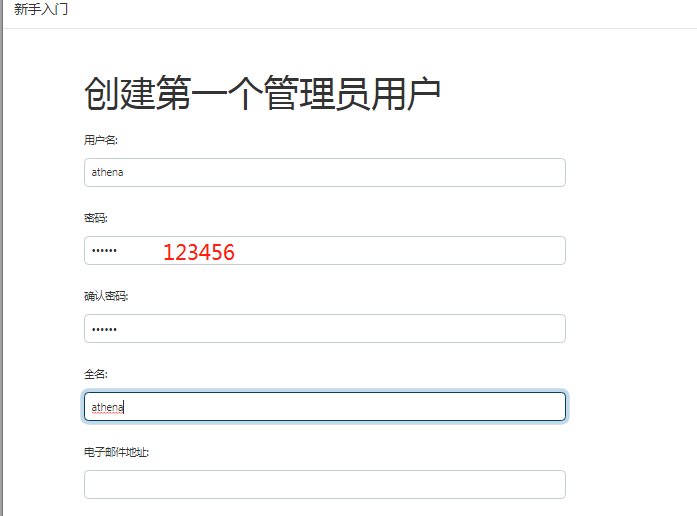 新手入门
创建第一个管理员用户
用户名:
athena
密码:
•••••• 123456
确认密码:
••••••
全名:
athena
电子邮件地址: